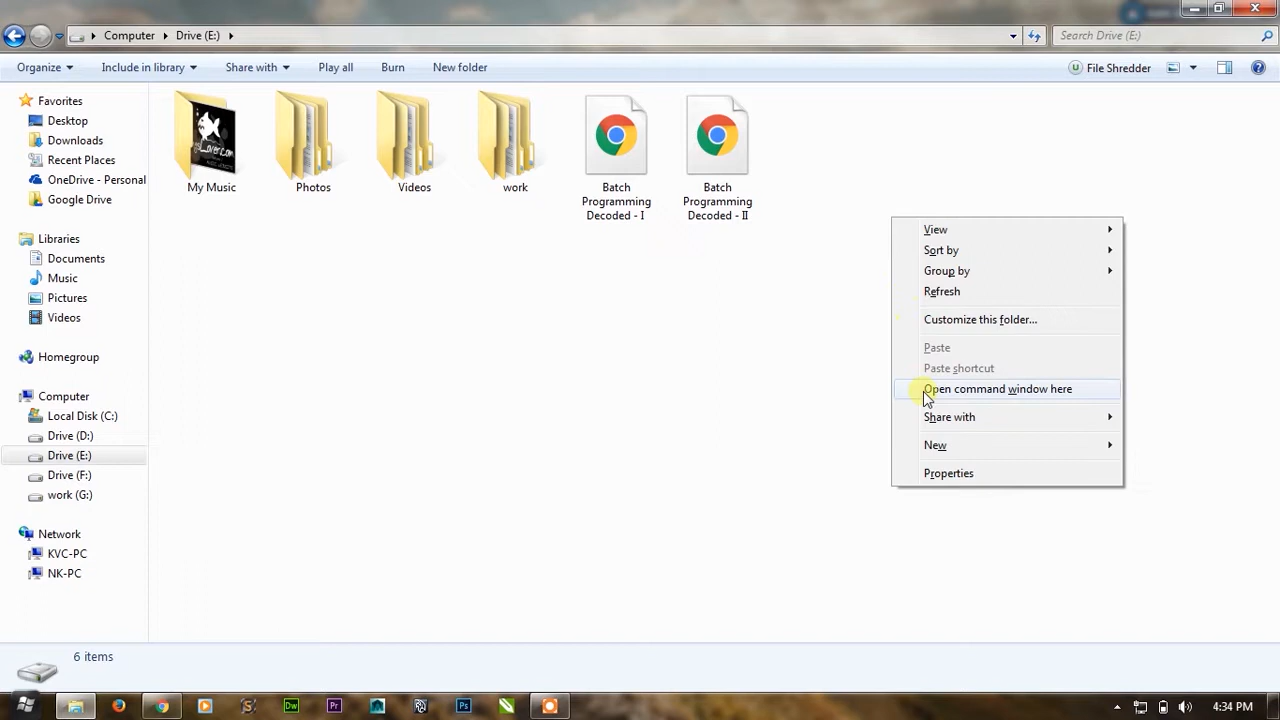 Computer Drive (E:) Search Drive (E:)
Organize Include in library Share with Play all Burn New folder File Shredder
Favorites
Desktop
Downloads
Recent Places
OneDrive - Personal
Google Drive
Libraries
Documents
Music
Pictures
Videos
Homegroup
Computer
Local Disk (C:)
Drive (D:)
Drive (E:)
Drive (F:)
work (G:)
Network
KVC-PC
NK-PC
My Music
Photos
Videos
work
Batch
Programming
Decoded - I
Batch
Programming
Decoded - II
View
Sort by
Group by
Refresh
Customize this folder...
Paste
Paste shortcut
Open command window here
Share with
New
Properties
6 items
Dw Pr Ps 4:34 PM